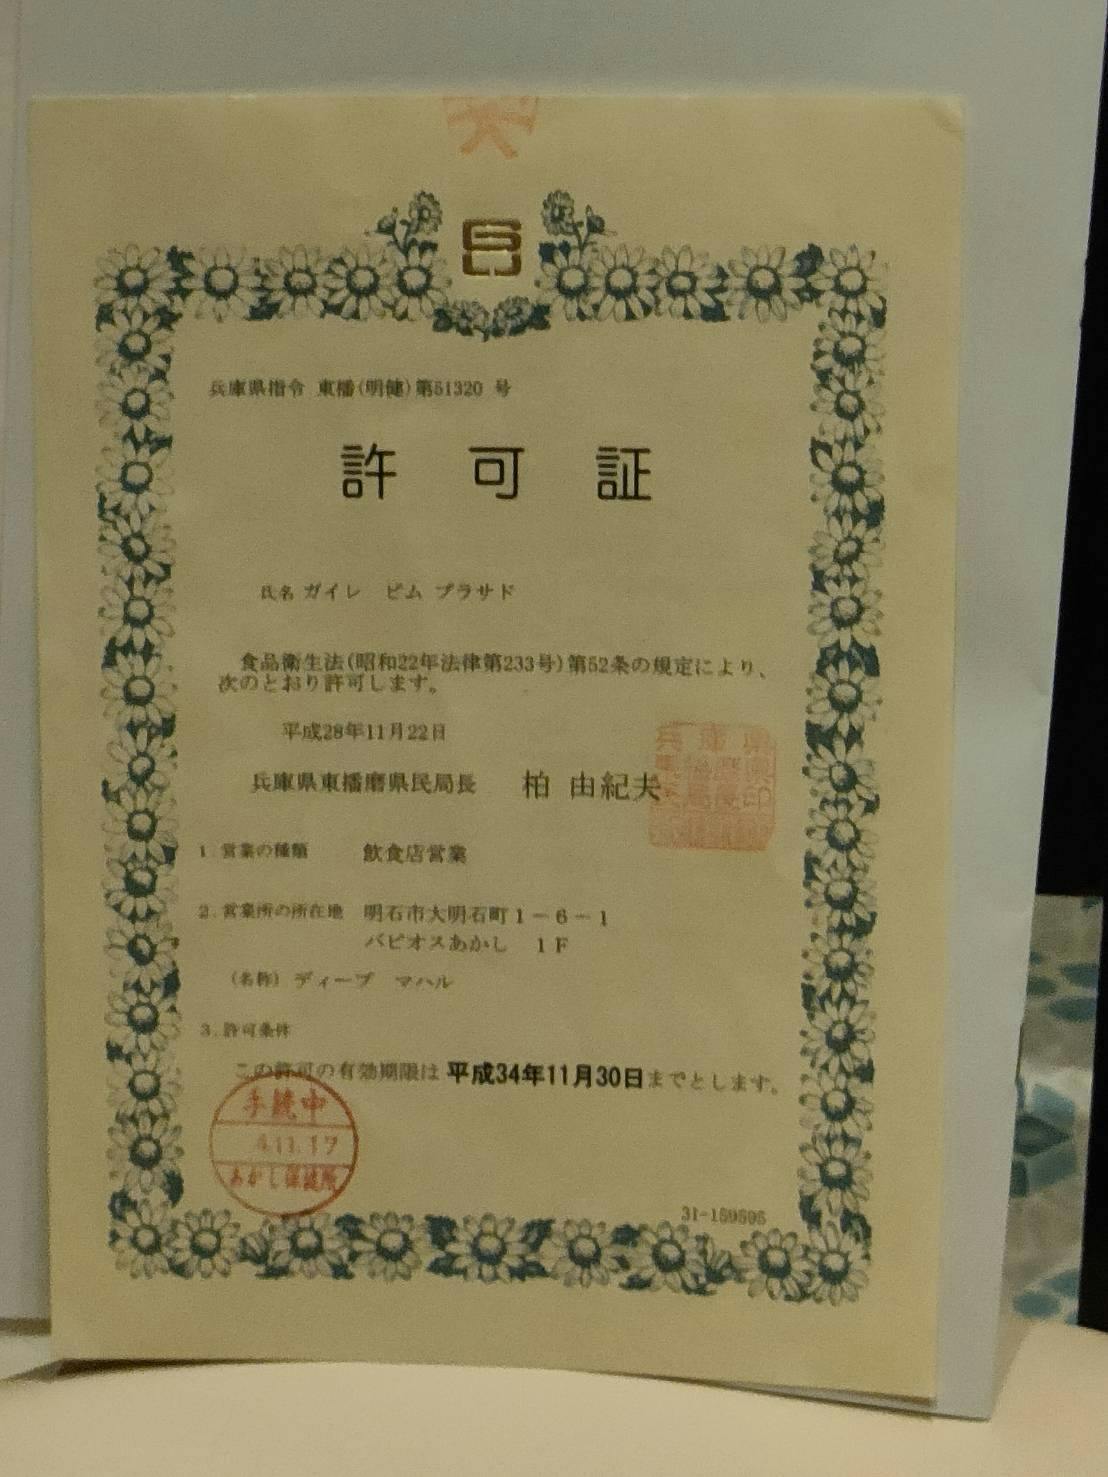 兵庫県指令 東播(明健)第51320 号
許 可 証
氏名 ガイレ ビム プラサド
食品衛生法(昭和22年法律第233号)第52条の規定により、
次のとおり許可します。
平成28年11月22日
兵庫県東播磨県民局長 柏 由紀夫
1.営業の種類 飲食店営業
2.営業所の所在地 明石市大明石町1-6-1
パピオスあかし 1F
(名称) ディープ マハル
3.許可条件
この許可の有効期限は 平成34年11月30日までとします。
手続中
4.11.17
あかし保健所
31-159595